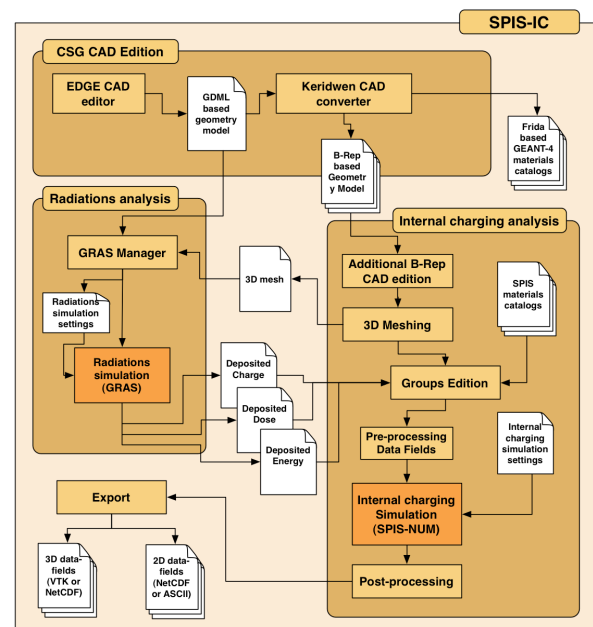 SPIS-IC
CSG CAD Edition
EDGE CAD
editor
GDML
based
geometry
model
Keridwen CAD
converter
B-Rep
based
Geomet
ry Model
Frida
based
GEANT-4
materials
catalogs
Radiations analysis
GRAS Manager
Radiations
simulation
settings
Radiations
simulation
(GRAS)
3D mesh
Deposited
Charge
Deposited
Dose
Deposited
Energy
Internal charging analysis
Additional B-Rep
CAD edition
3D Meshing
SPIS
materials
catalogs
Groups Edition
Pre-processing
Data Fields
Internal
charging
simulation
settings
Internal charging
Simulation
(SPIS-NUM)
Post-processing
Export
3D data-
fields
(VTK or
NetCDF)
2D data-
fields
(NetCDF
or ASCII)